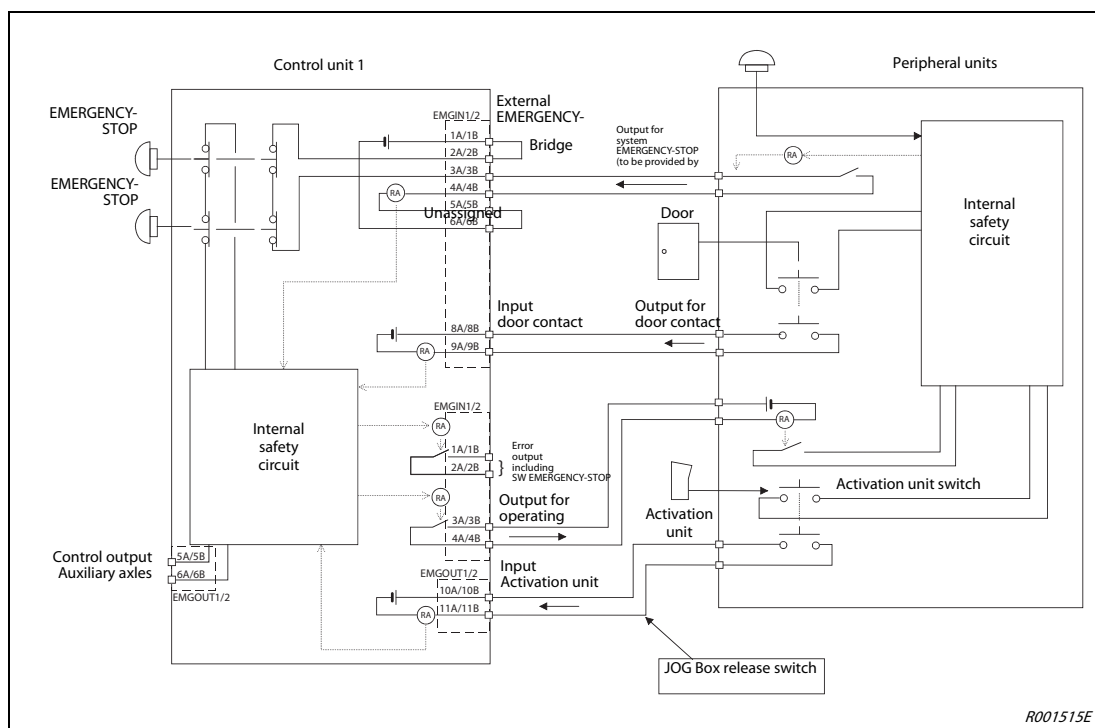 Control unit 1
Peripheral units
EMERGENCY-
STOP
EMERGENCY-
STOP
EMGIN1/2
External
EMERGENCY-
Bridge
1A/1B
2A/2B
3A/3B
4A/4B
5A/5B
6A/6B
Unassigned
RA
Output for
system
EMERGENCY-STOP
(to be provided by
RA
Internal
safety
circuit
Door
Input
door contact
Output for
door contact
8A/8B
9A/9B
RA
EMGIN1/2
RA
Internal
safety
circuit
1A/1B
2A/2B
Error
output
including
SW EMERGENCY-STOP
RA
RA
3A/3B
4A/4B
Output for
operating
Activation
unit
Activation unit switch
Control output
Auxiliary axles
5A/5B
6A/6B
EMGOUT1/2
EMGOUT1/2
Input
Activation unit
10A/10B
11A/11B
RA
JOG Box release switch
R001515E